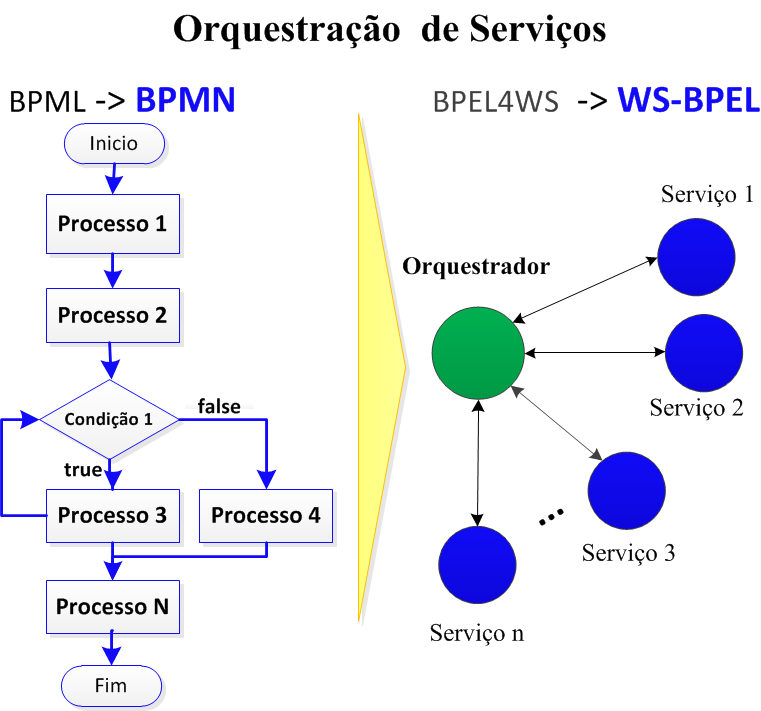 Orquestração de Serviços
BPML -> BPMN
Inicio
Processo 1
Processo 2
Condição 1
false
true
Processo 3
Processo 4
Processo N
Fim
BPEL4WS -> WS-BPEL
Serviço 1
Orquestrador
Serviço 2
Serviço 3
...
Serviço n